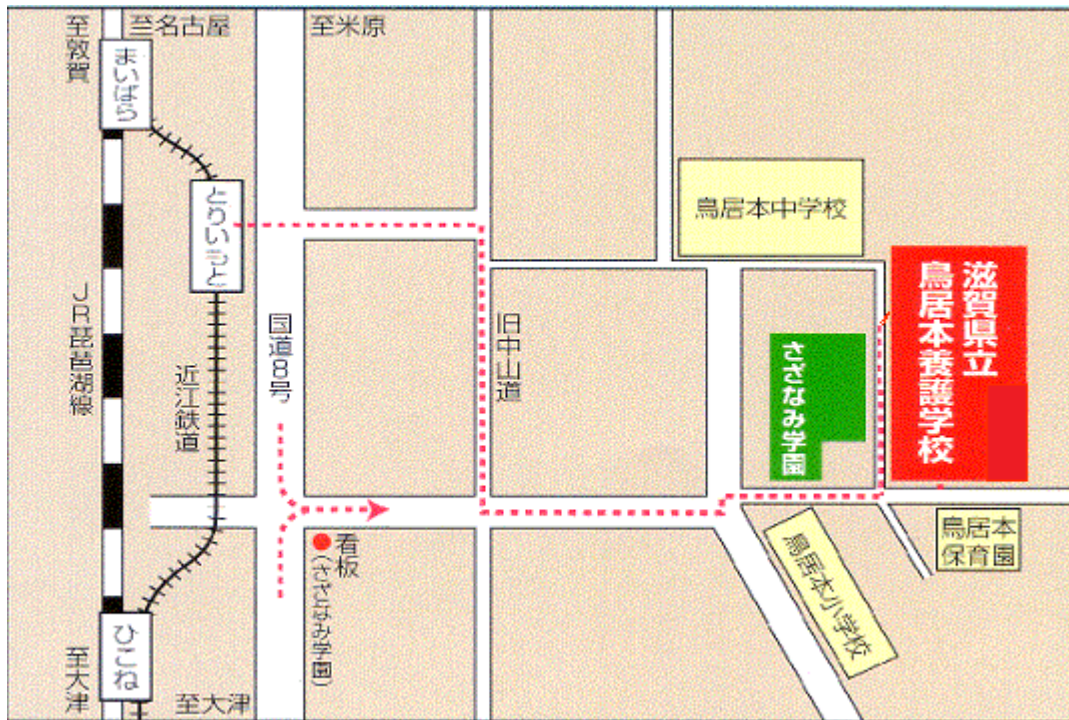 至敦賀
至名古屋
至米原
まいばら
とりいもと
鳥居本中学校
滋賀県立
鳥居本養護学校
JR琵琶湖線
近江鉄道
国道8号
旧中山道
さざなみ学園
看板
(さざなみ学園)
鳥居本
保育園
鳥居本小学校
ひこね
至大津
至大津